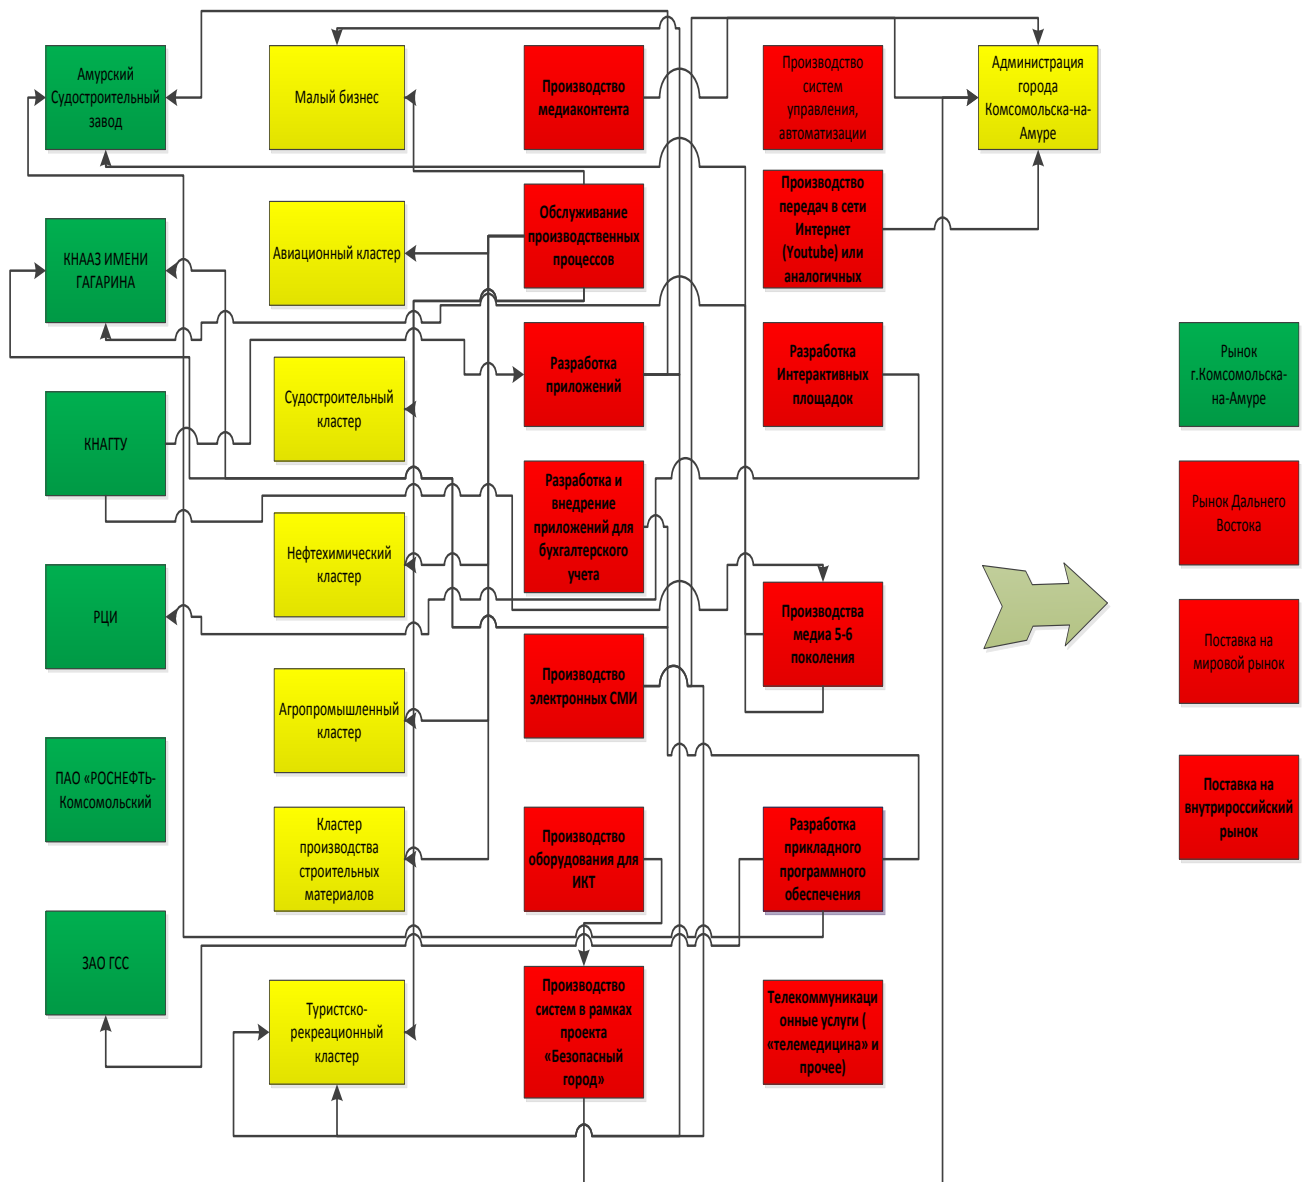 Амурский
Судостроительный
завод
Малый бизнес
Производство
медиаконтента
Производство
систем
управления,
автоматизации
Администрация
города
Комсомольска-на-
Амуре
КНААЗ ИМЕНИ
ГАГАРИНА
Авиационный кластер
Обслуживание
производственных
процессов
Производство
передач в сети
Интернет
(Youtube) или
аналогичных
КНАГТУ
Судостроительный
кластер
Разработка
приложений
Разработка
Интерактивных
площадок
Рынок
г.Комсомольска-
на-Амуре
РЦИ
Нефтехимический
кластер
Разработка и
внедрение
приложений для
бухгалтерского
учета
Производства
медиа 5-6
поколения
Рынок Дальнего
Востока
ПАО «РОСНЕФТЬ-
Комсомольский
Агропромышленный
кластер
Производство
электронных СМИ
Поставка на
мировой рынок
Кластер
производства
строительных
материалов
Производство
оборудования для
ИКТ
Разработка
прикладного
программного
обеспечения
Поставка на
внутрироссийский
рынок
ЗАО ГСС
Туристско-
рекреационный
кластер
Производство
систем в рамках
проекта
«Безопасный
город»
Телекоммуникаци
онные услуги (
«телемедицина» и
прочее)